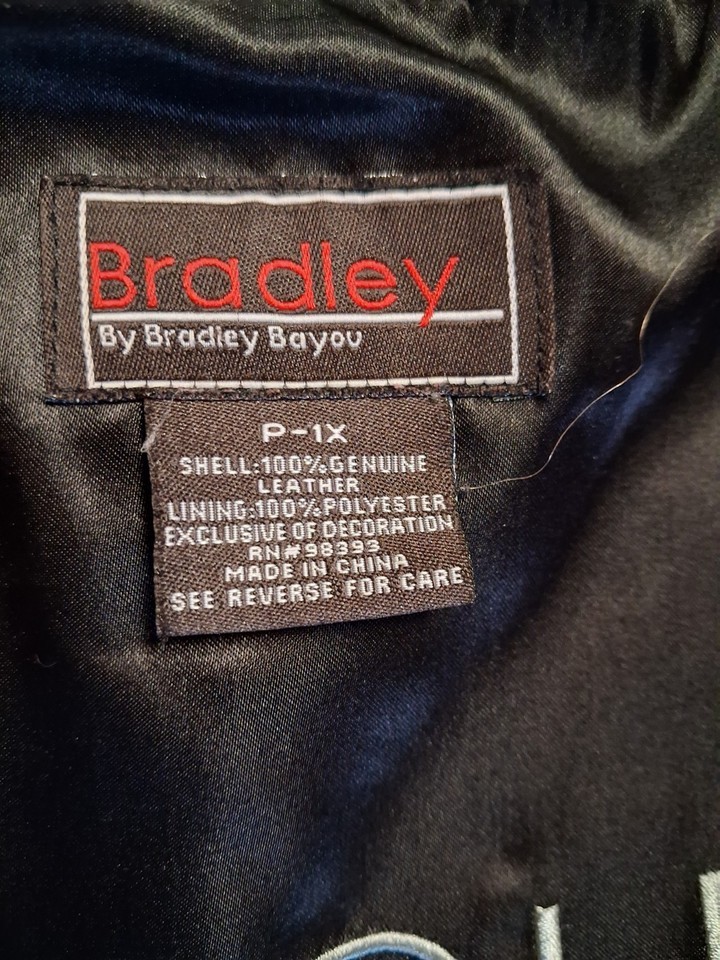 Bradley
By Bradley Bayou
P-1X
SHELL:100%GENUINE
LEATHER
LINING:100%POLYESTER
EXCLUSIVE OF DECORATION
RN#98393
MADE IN CHINA
SEE REVERSE FOR CARE